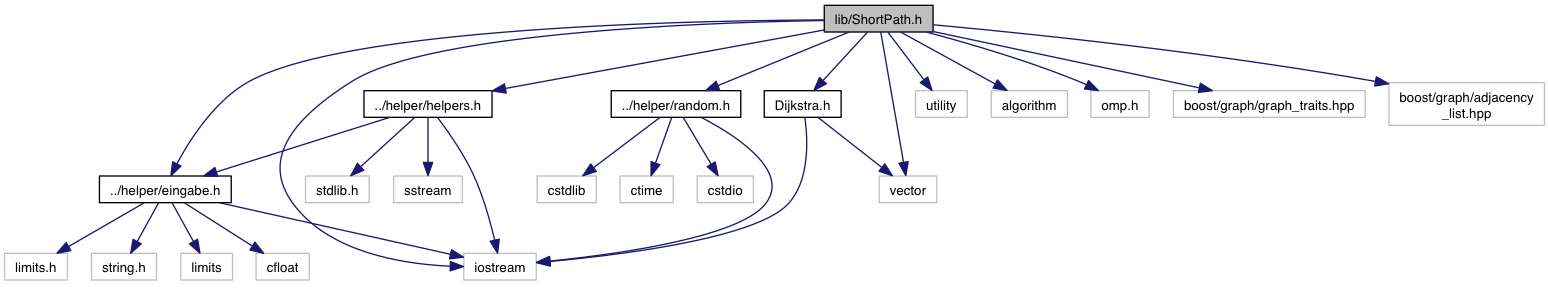 lib/ShortPath.h
../helper/helpers.h
../helper/random.h
Dijkstra.h
utility
algorithm
omp.h
boost/graph/graph_traits.hpp
boost/graph/adjacency
_list.hpp
../helper/eingabe.h
stdlib.h
sstream
cstdlib
ctime
cstdio
vector
limits.h
string.h
limits
cfloat
iostream